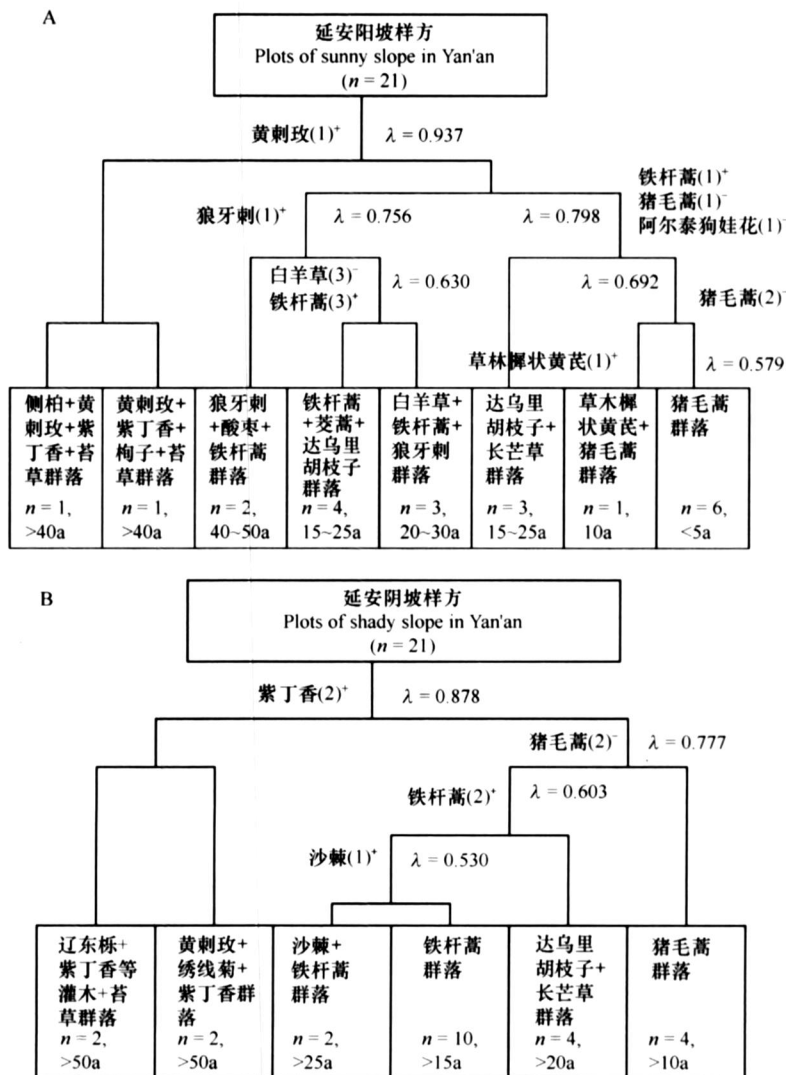 A
延安阳坡样方
Plots of sunny slope in Yan'an
(n = 21)
黄刺玫(1)⁺
λ = 0.937
铁杆蒿(1)⁺
猪毛蒿(1)⁻
阿尔泰狗娃花(1)⁻
狼牙刺(1)⁺
λ = 0.756
λ = 0.798
白羊草(3)⁻
铁杆蒿(3)⁺
λ = 0.630
λ = 0.692
猪毛蒿(2)⁻
草林樨状黄芪(1)⁺
λ = 0.579
侧柏+黄
刺玫+紫
丁香+苔
草群落
n = 1,
>40a
黄刺玫+
紫丁香+
枸子+苔
草群落
n = 1,
>40a
狼牙刺
+酸枣+
铁杆蒿
群落
n = 2,
40~50a
铁杆蒿
+茭蒿+
达乌里
胡枝子
群落
n = 4,
15~25a
白羊草+
铁杆蒿+
狼牙刺
群落
n = 3,
20~30a
达乌里
胡枝子+
长芒草
群落
n = 3,
15~25a
草木樨
状黄芪+
猪毛蒿
群落
n = 1,
10a
猪毛蒿
群落
n = 6,
<5a
B
延安阴坡样方
Plots of shady slope in Yan'an
(n = 21)
紫丁香(2)⁺
λ = 0.878
猪毛蒿(2)⁻
λ = 0.777
铁杆蒿(2)⁺
λ = 0.603
沙棘(1)⁺
λ = 0.530
辽东栎+
紫丁香等
灌木+苔
草群落
n = 2,
>50a
黄刺玫+
绣线菊+
紫丁香群
落
n = 2,
>50a
沙棘+
铁杆蒿
群落
n = 2,
>25a
铁杆蒿
群落
n = 10,
>15a
达乌里
胡枝子+
长芒草
群落
n = 4,
>20a
猪毛蒿
群落
n = 4,
>10a